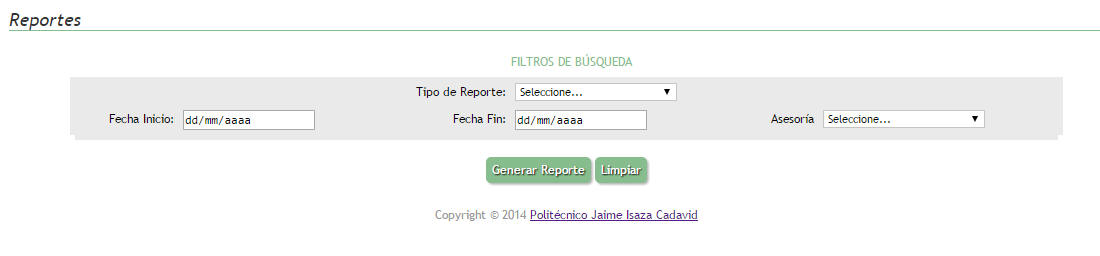 Reportes
FILTROS DE BÚSQUEDA
Tipo de Reporte: Seleccione...
Fecha Inicio: dd/mm/aaaa Fecha Fin: dd/mm/aaaa Asesoría Seleccione...
Generar Reporte Limpiar
Copyright © 2014 Politécnico Jaime Isaza Cadavid